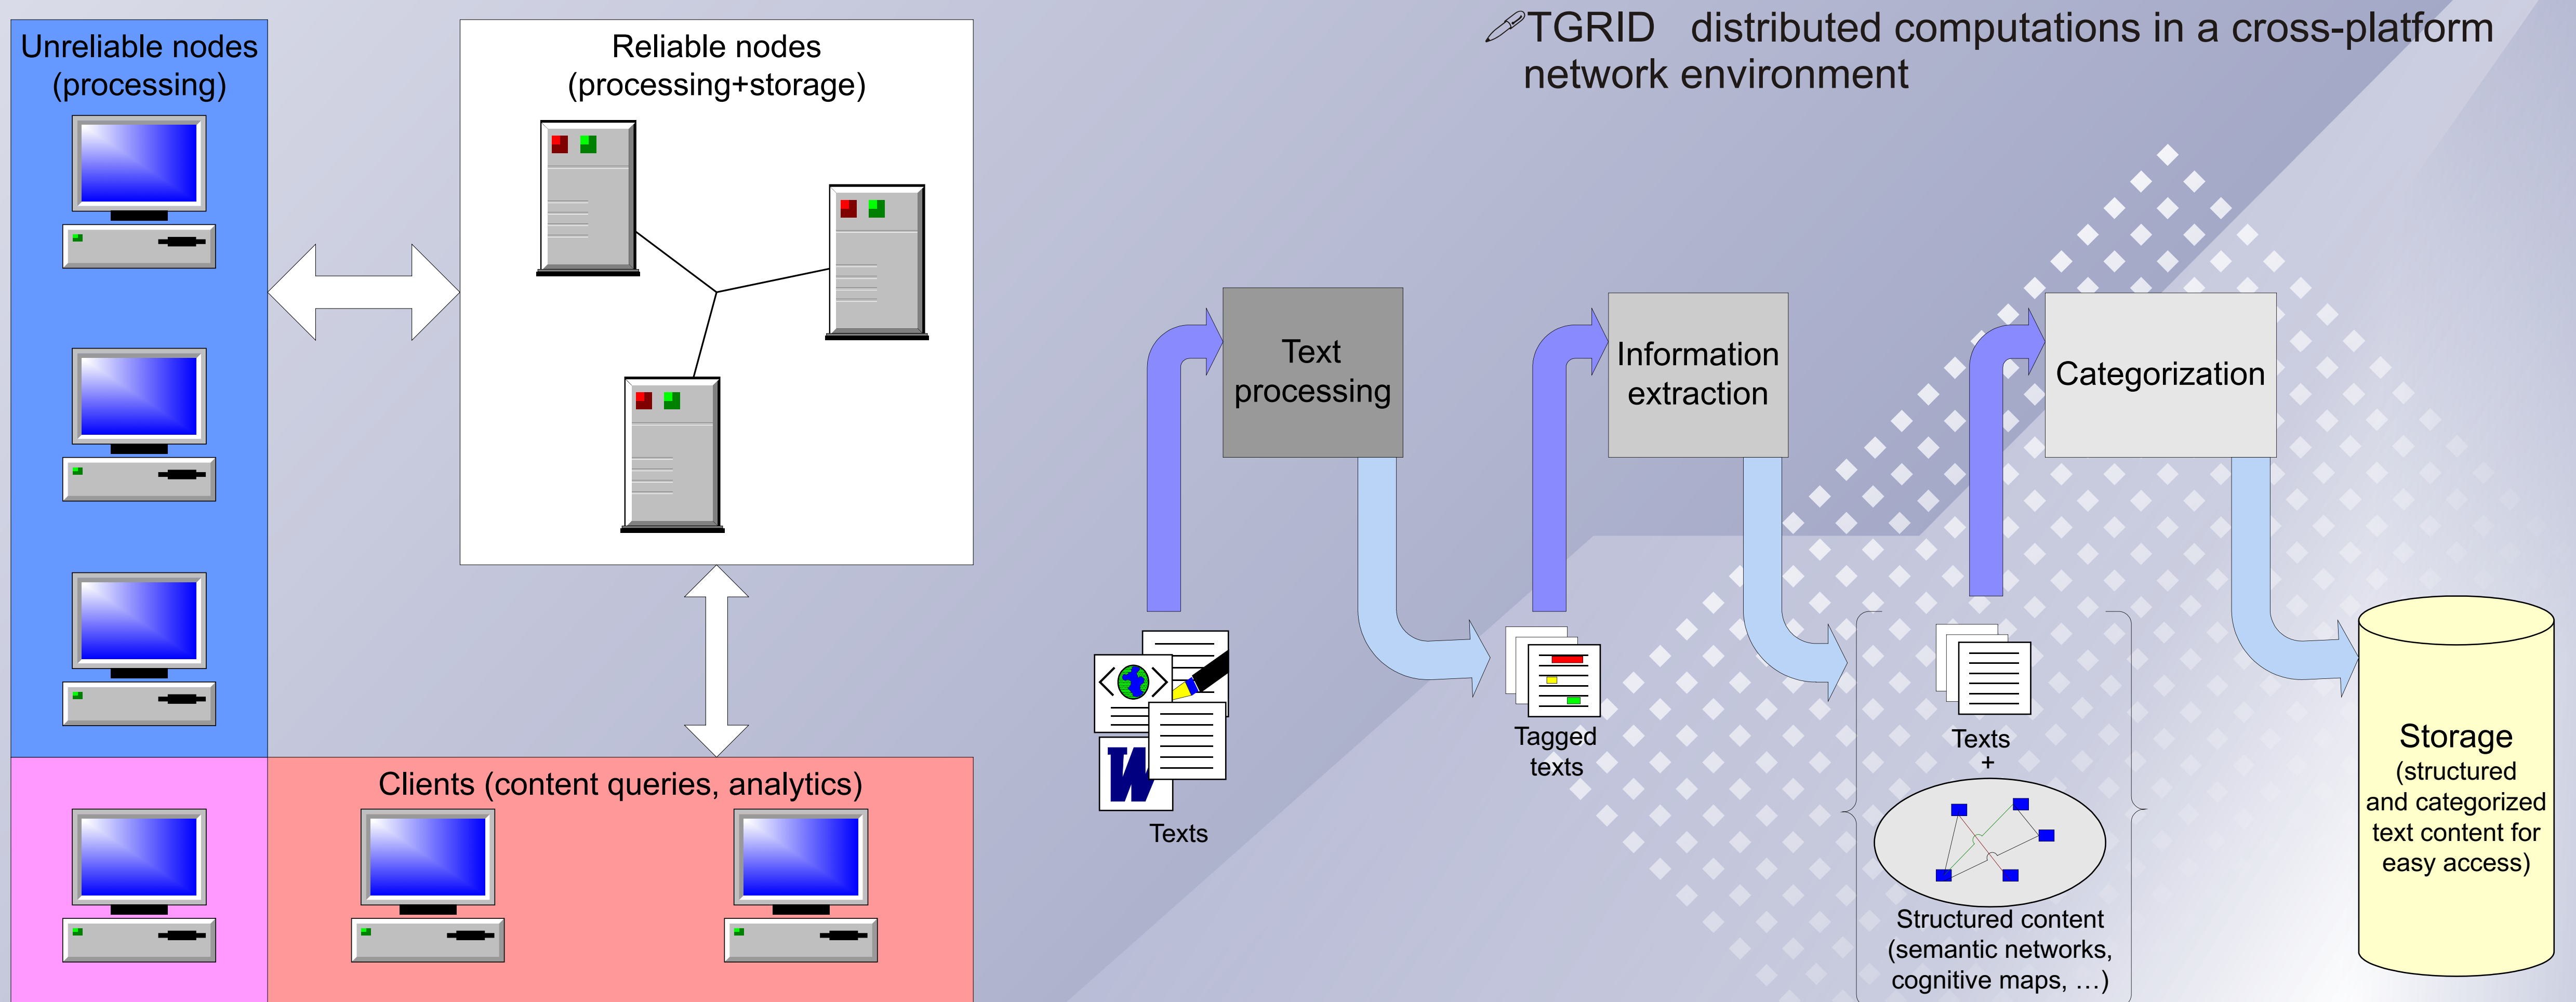 Unreliable nodes
(processing)
Reliable nodes
(processing+storage)
Clients (content queries, analytics)
TGRID distributed computations in a cross-platform
network environment
Text
processing
Information
extraction
Categorization
W
Texts
Tagged
texts
Texts
+
Structured content
(semantic networks,
cognitive maps, …)
Storage
(structured
and categorized
text content for
easy access)